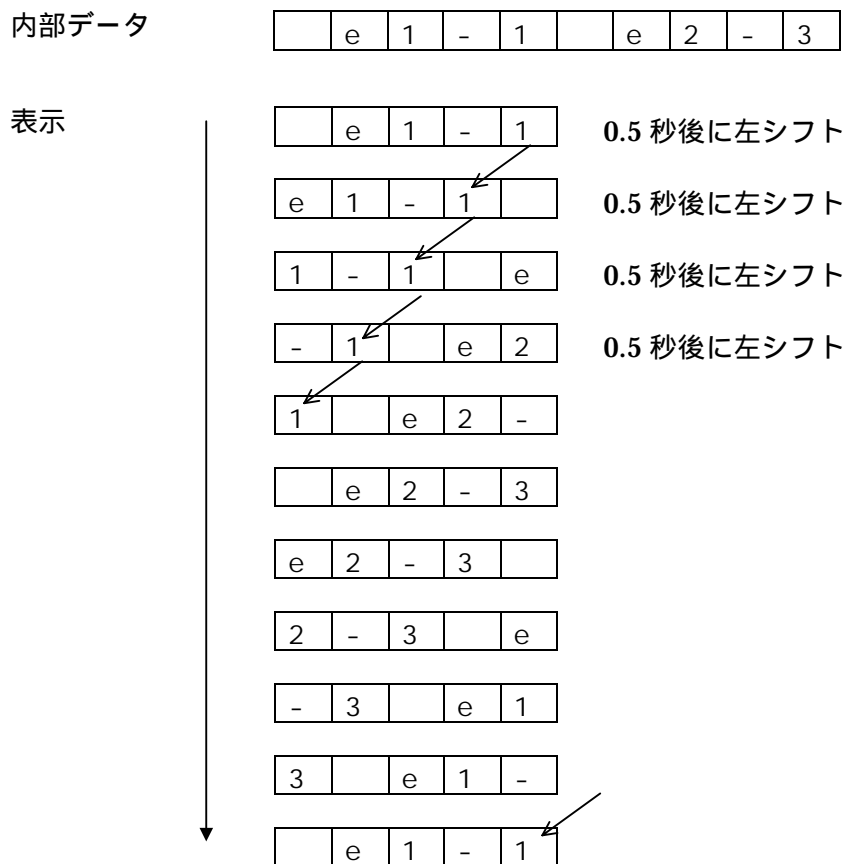 内部データ e 1 - 1 e 2 - 3
表示 e 1 - 1 0.5 秒後に左シフト
e 1 - 1 0.5 秒後に左シフト
1 - 1 e 0.5 秒後に左シフト
- 1 e 2 0.5 秒後に左シフト
1 e 2 -
e 2 - 3
e 2 - 3
2 - 3 e
- 3 e 1
3 e 1 -
e 1 - 1